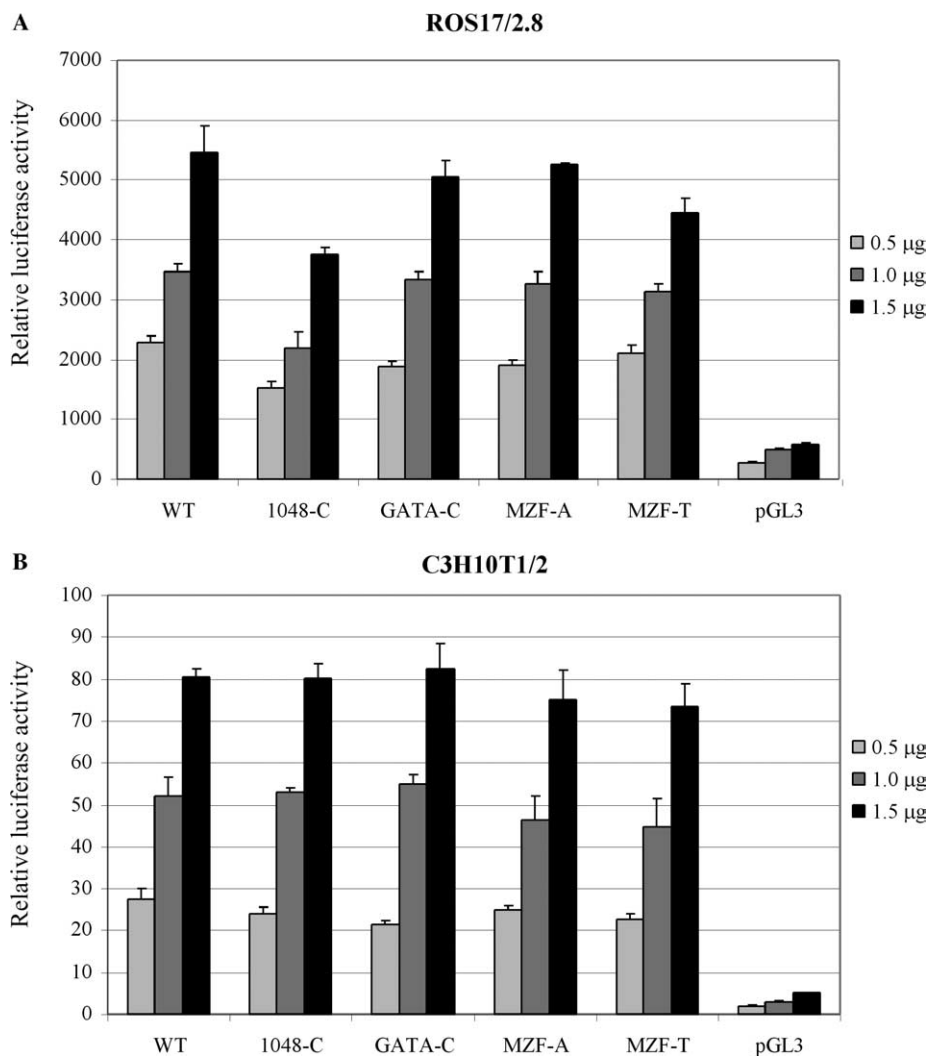 A
ROS17/2.8
Relative luciferase activity
7000
6000
5000
4000
3000
2000
1000
0
WT 1048-C GATA-C MZF-A MZF-T pGL3
0.5 µg
1.0 µg
1.5 µg
B
C3H10T1/2
Relative luciferase activity
100
90
80
70
60
50
40
30
20
10
0
WT 1048-C GATA-C MZF-A MZF-T pGL3
0.5 µg
1.0 µg
1.5 µg